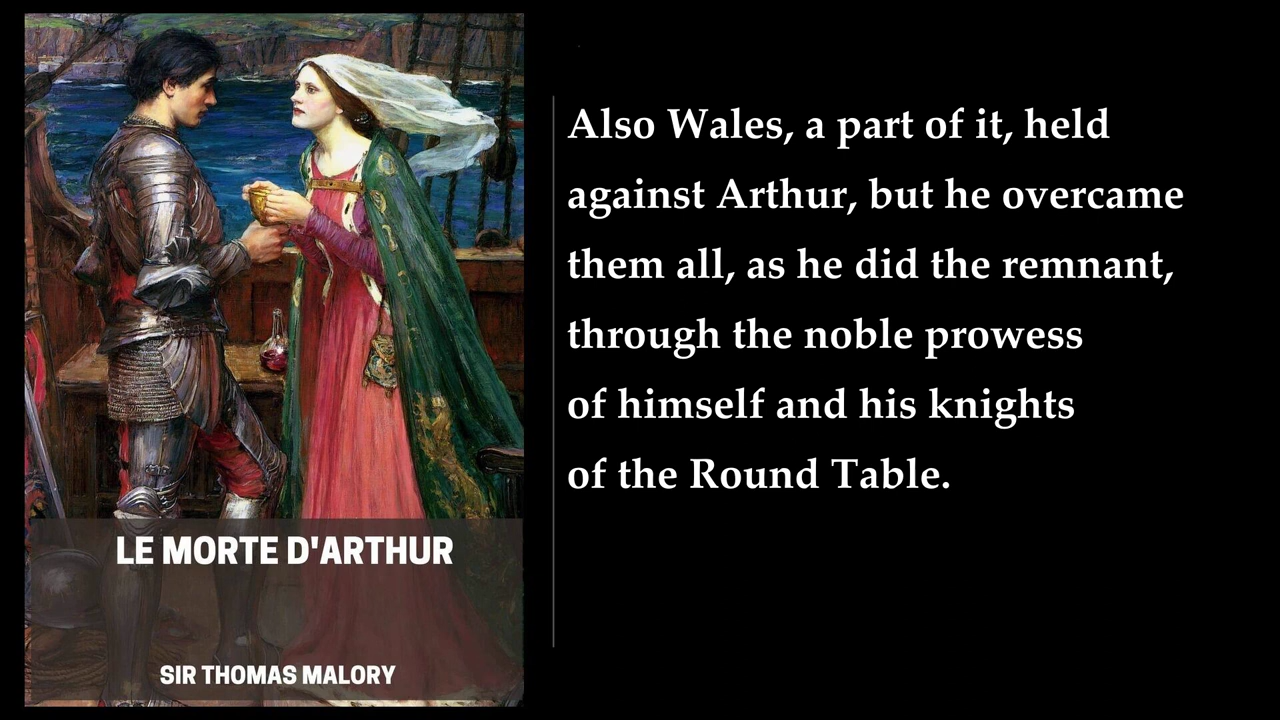 LE MORTE D'ARTHUR
SIR THOMAS MALORY
Also Wales, a part of it, held
against Arthur, but he overcame
them all, as he did the remnant,
through the noble prowess
of himself and his knights
of the Round Table.